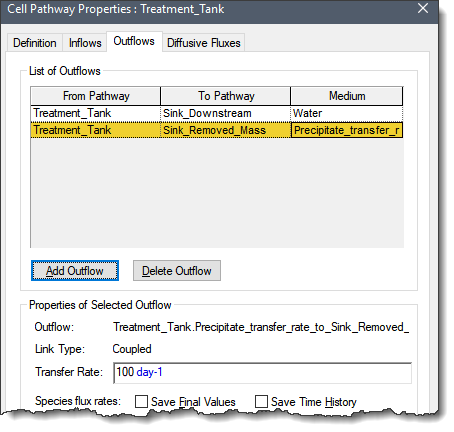 Cell Pathway Properties : Treatment_Tank
Definition Inflows Outflows Diffusive Fluxes
List of Outflows
From Pathway To Pathway Medium
Treatment_Tank Sink_Downstream Water
Treatment_Tank Sink_Removed_Mass Precipitate_transfer_r
Add Outflow Delete Outflow
Properties of Selected Outflow
Outflow: Treatment_Tank.Precipitate_transfer_rate_to_Sink_Removed_
Link Type: Coupled
Transfer Rate: 100 day-1
Species flux rates: Save Final Values Save Time History